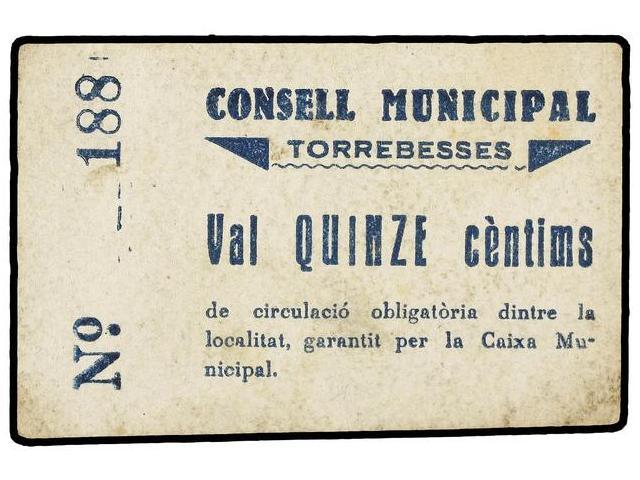 Nº. 188
CONSELL MUNICIPAL
TORREBESSES
Val QUINZE cèntims
de circulació obligatòria dintre la
localitat, garantit per la Caixa Mu-
nicipal.